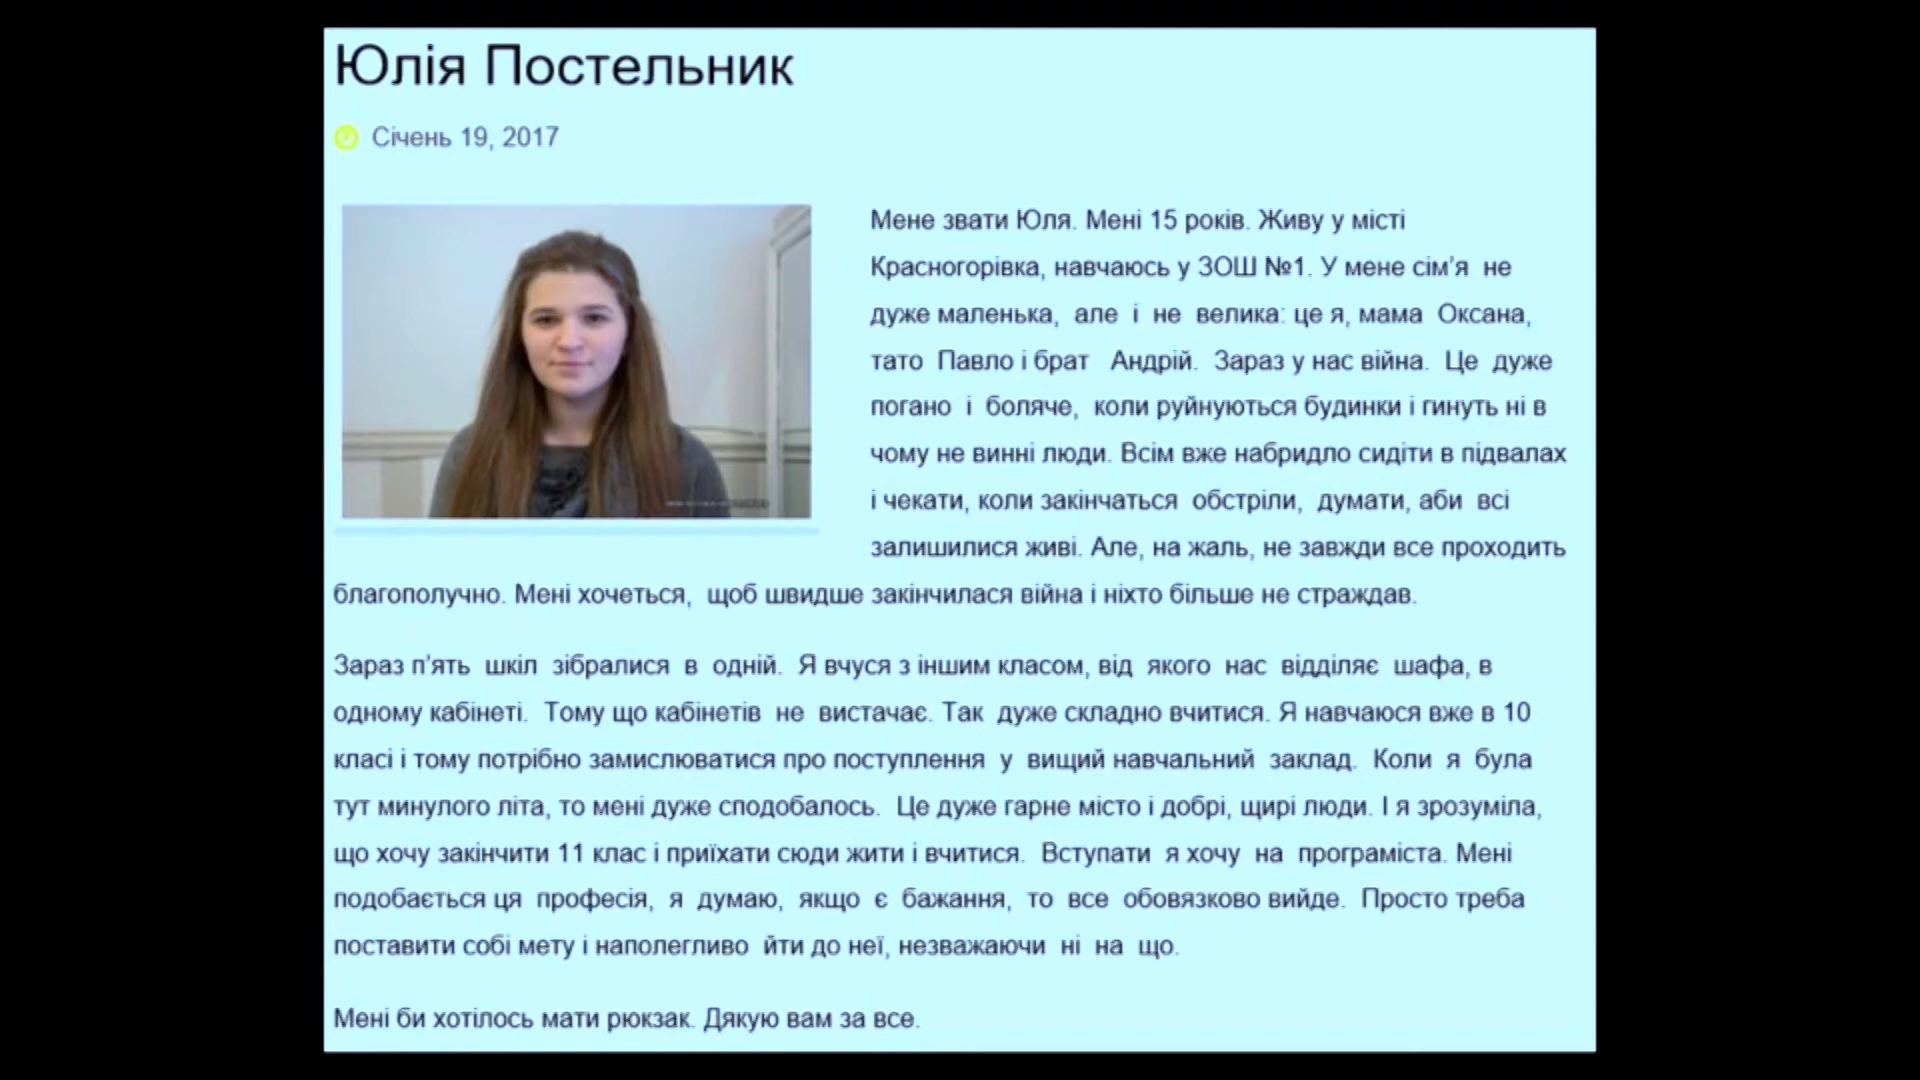 Юлія Постельник
Січень 19, 2017
Мене звати Юля. Мені 15 років. Живу у місті
Красногорівка, навчаюсь у ЗОШ №1. У мене сім'я не
дуже маленька, але і не велика: це я, мама Оксана,
тато Павло і брат Андрій. Зараз у нас війна. Це дуже
погано і боляче, коли руйнуються будинки і гинуть ні в
чому не винні люди. Всім вже набридло сидіти в підвалах
і чекати, коли закінчаться обстріли, думати, аби всі
залишилися живі. Але, на жаль, не завжди все проходить
благополучно. Мені хочеться, щоб швидше закінчилася війна і ніхто більше не страждав.
Зараз п'ять шкіл зібралися в одній. Я вчуся з іншим класом, від якого нас відділяє шафа, в
одному кабінеті. Тому що кабінетів не вистачає. Так дуже складно вчитися. Я навчаюся вже в 10
класі і тому потрібно замислюватися про поступлення у вищий навчальний заклад. Коли я була
тут минулого літа, то мені дуже сподобалось. Це дуже гарне місто і добрі, щирі люди. І я зрозуміла,
що хочу закінчити 11 клас і приїхати сюди жити і вчитися. Вступати я хочу на програміста. Мені
подобається ця професія, я думаю, якщо є бажання, то все обовязково вийде. Просто треба
поставити собі мету і наполегливо йти до неї, незважаючи ні на що.
Мені би хотілось мати рюкзак. Дякую вам за все.